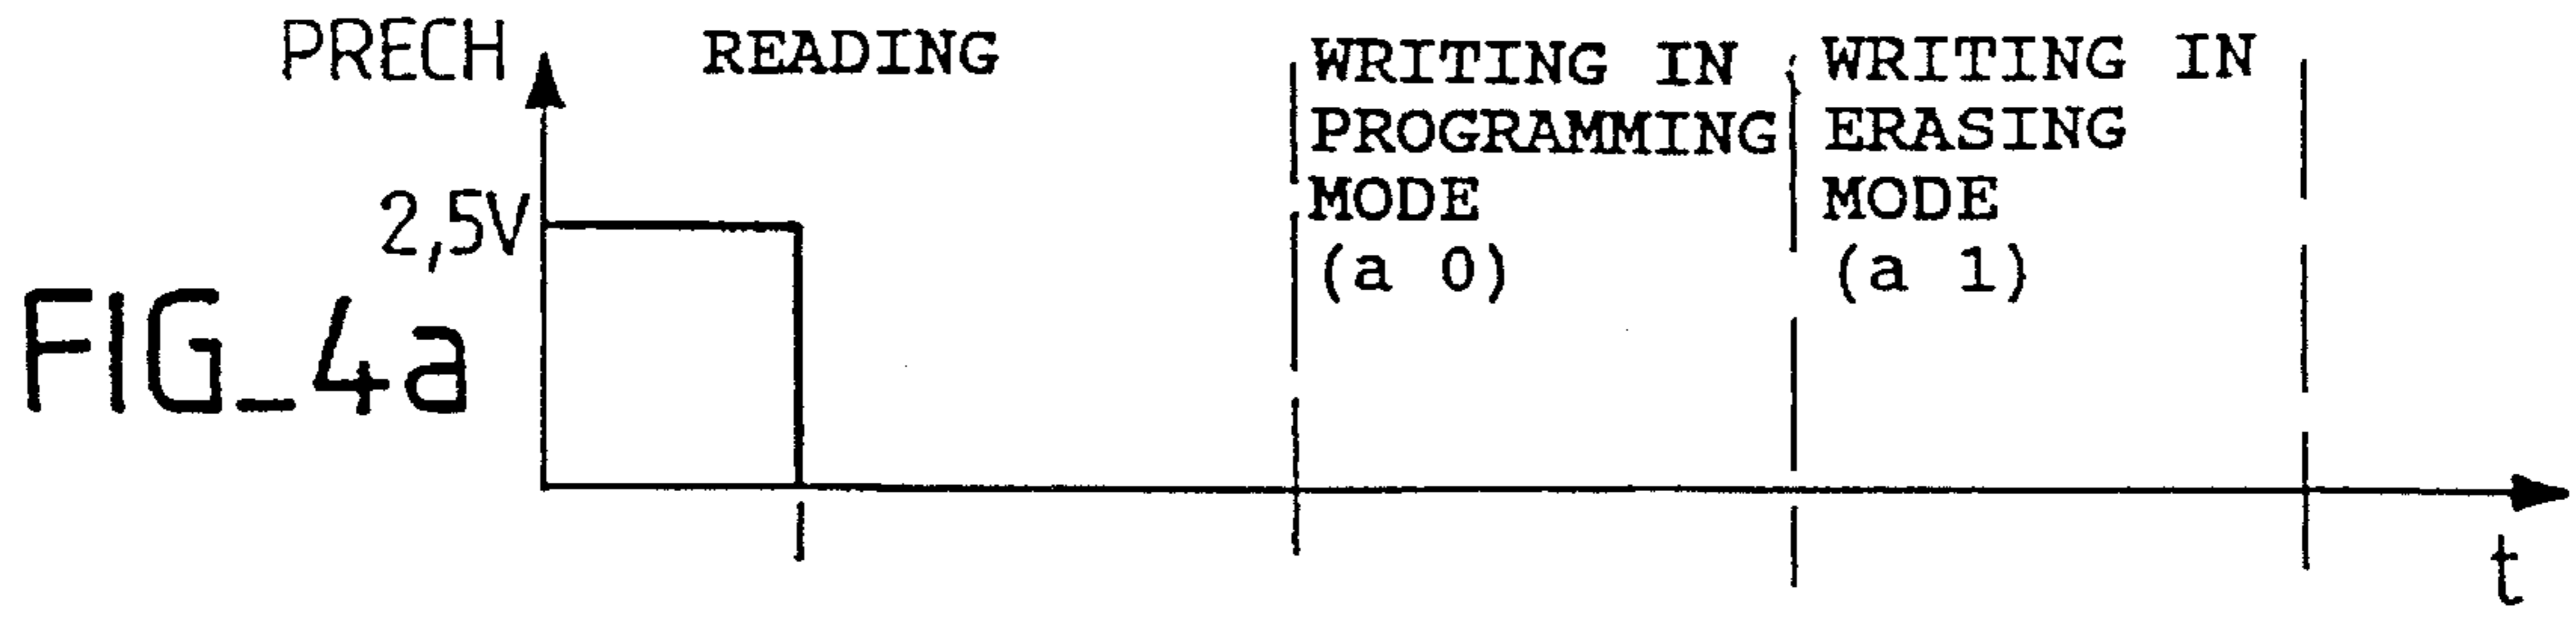 PRECH
READING
WRITING IN
PROGRAMMING
MODE
(a 0)
WRITING IN
ERASING
MODE
(a 1)
2,5V
FIG_4a
t